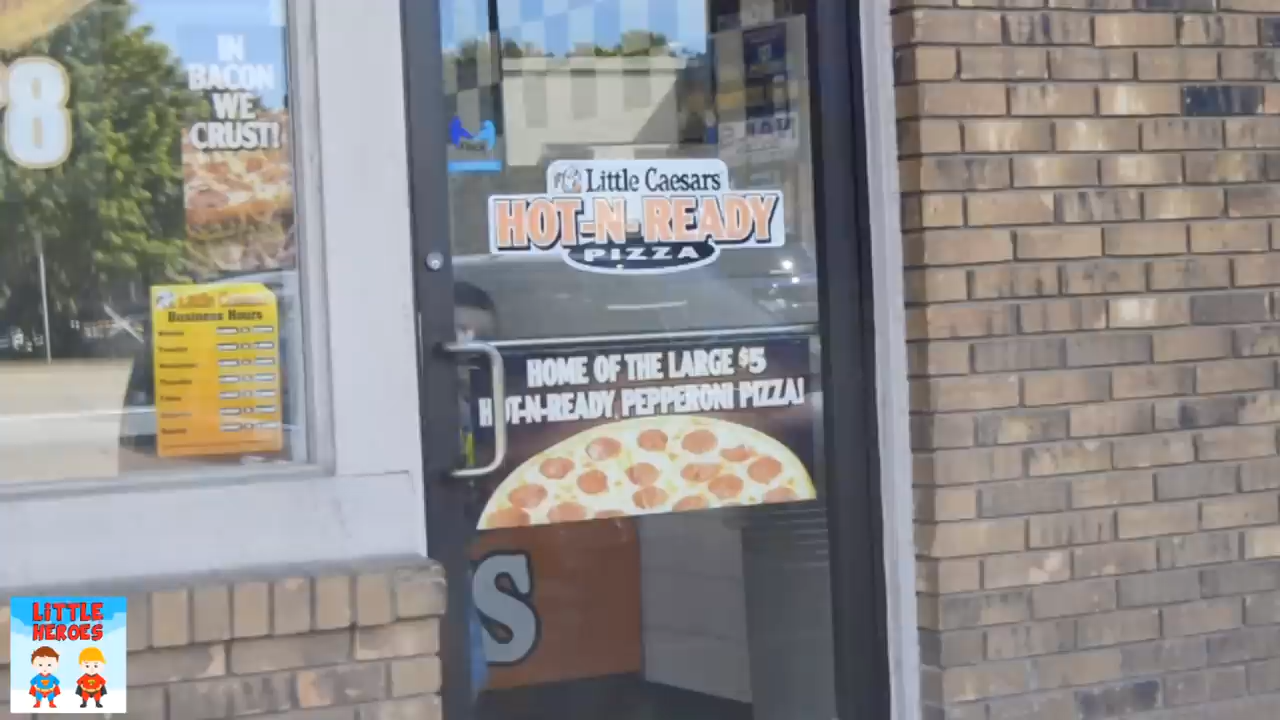 8
IN
BACON
WE
CRUST!
Little Caesars
HOT-N-READY
PIZZA
Business Hours
HOME OF THE LARGE $5
HOT-N-READY PEPPERONI PIZZA!
S
LiTTLE
HEROES